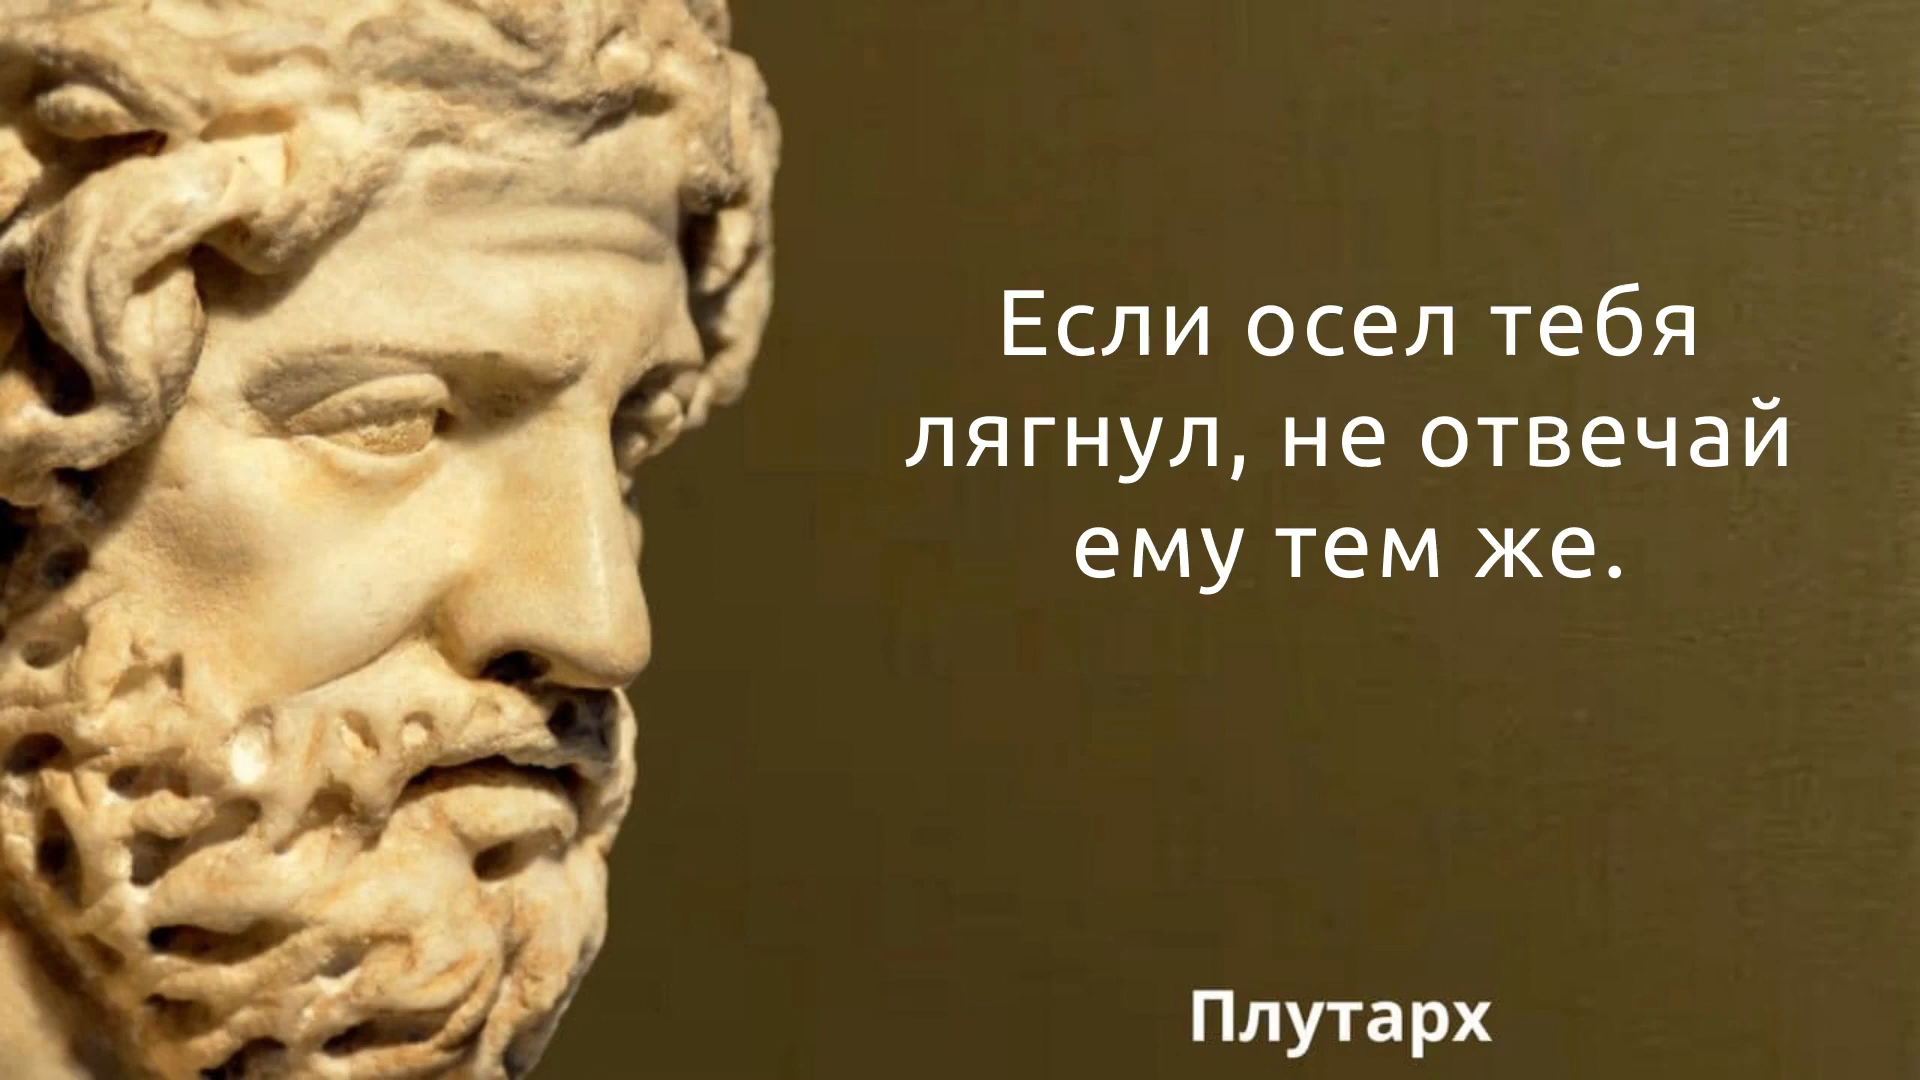 Если осел тебя
лягнул, не отвечай
ему тем же.
Плутарх